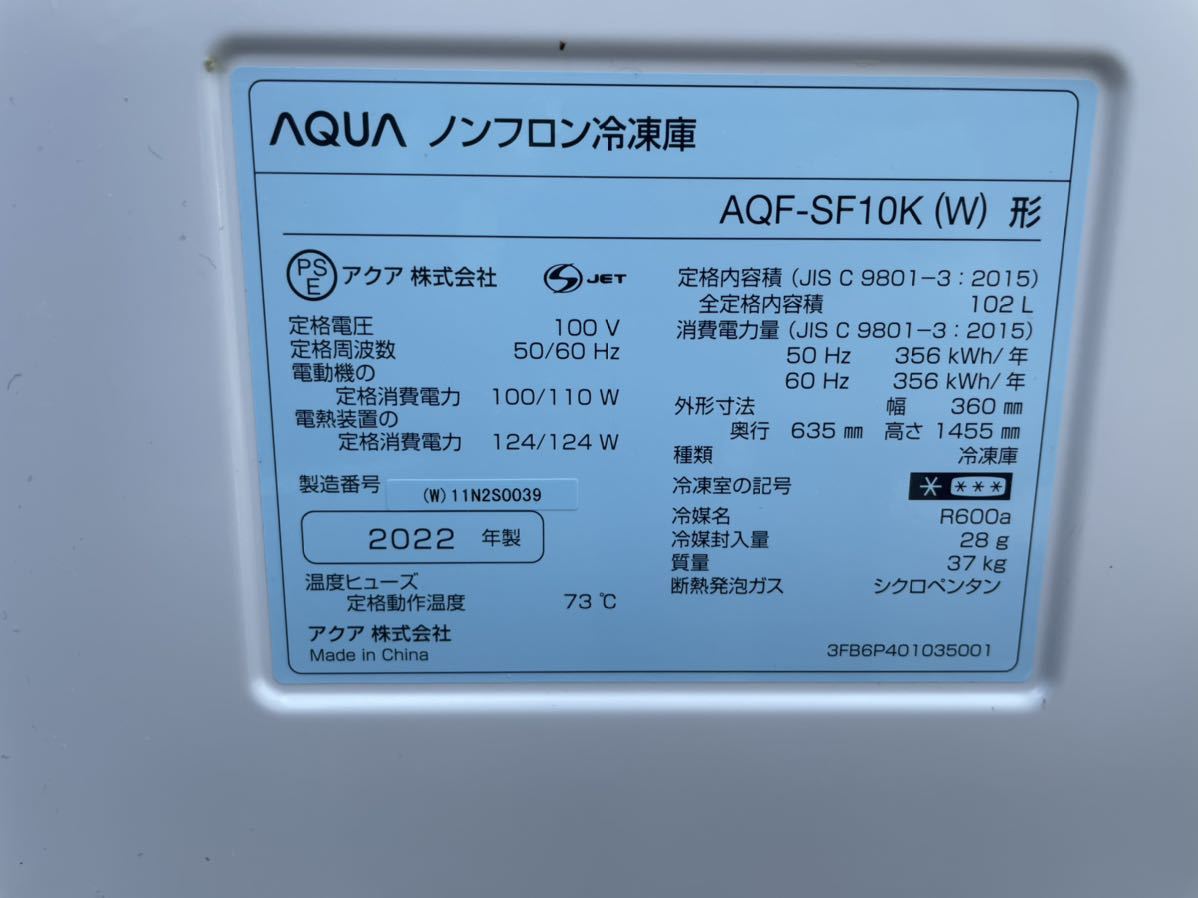 AQUA ノンフロン冷凍庫
AQF-SF10K (W) 形
PSE アクア 株式会社 S JET
定格電圧 100 V
定格周波数 50/60 Hz
電動機の
定格消費電力 100/110 W
電熱装置の
定格消費電力 124/124 W
製造番号 (W) 11N2S0039
2022 年製
温度ヒューズ
定格動作温度 73 ℃
アクア 株式会社
Made in China
定格内容積 (JIS C 9801-3 : 2015)
全定格内容積 102 L
消費電力量 (JIS C 9801-3 : 2015)
50 Hz 356 kWh/年
60 Hz 356 kWh/年
外形寸法 幅 360 ㎜
奥行 635 ㎜ 高さ 1455 ㎜
種類 冷凍庫
冷凍室の記号 * ***
冷媒名 R600a
冷媒封入量 28 g
質量 37 kg
断熱発泡ガス シクロペンタン
3FB6P401035001